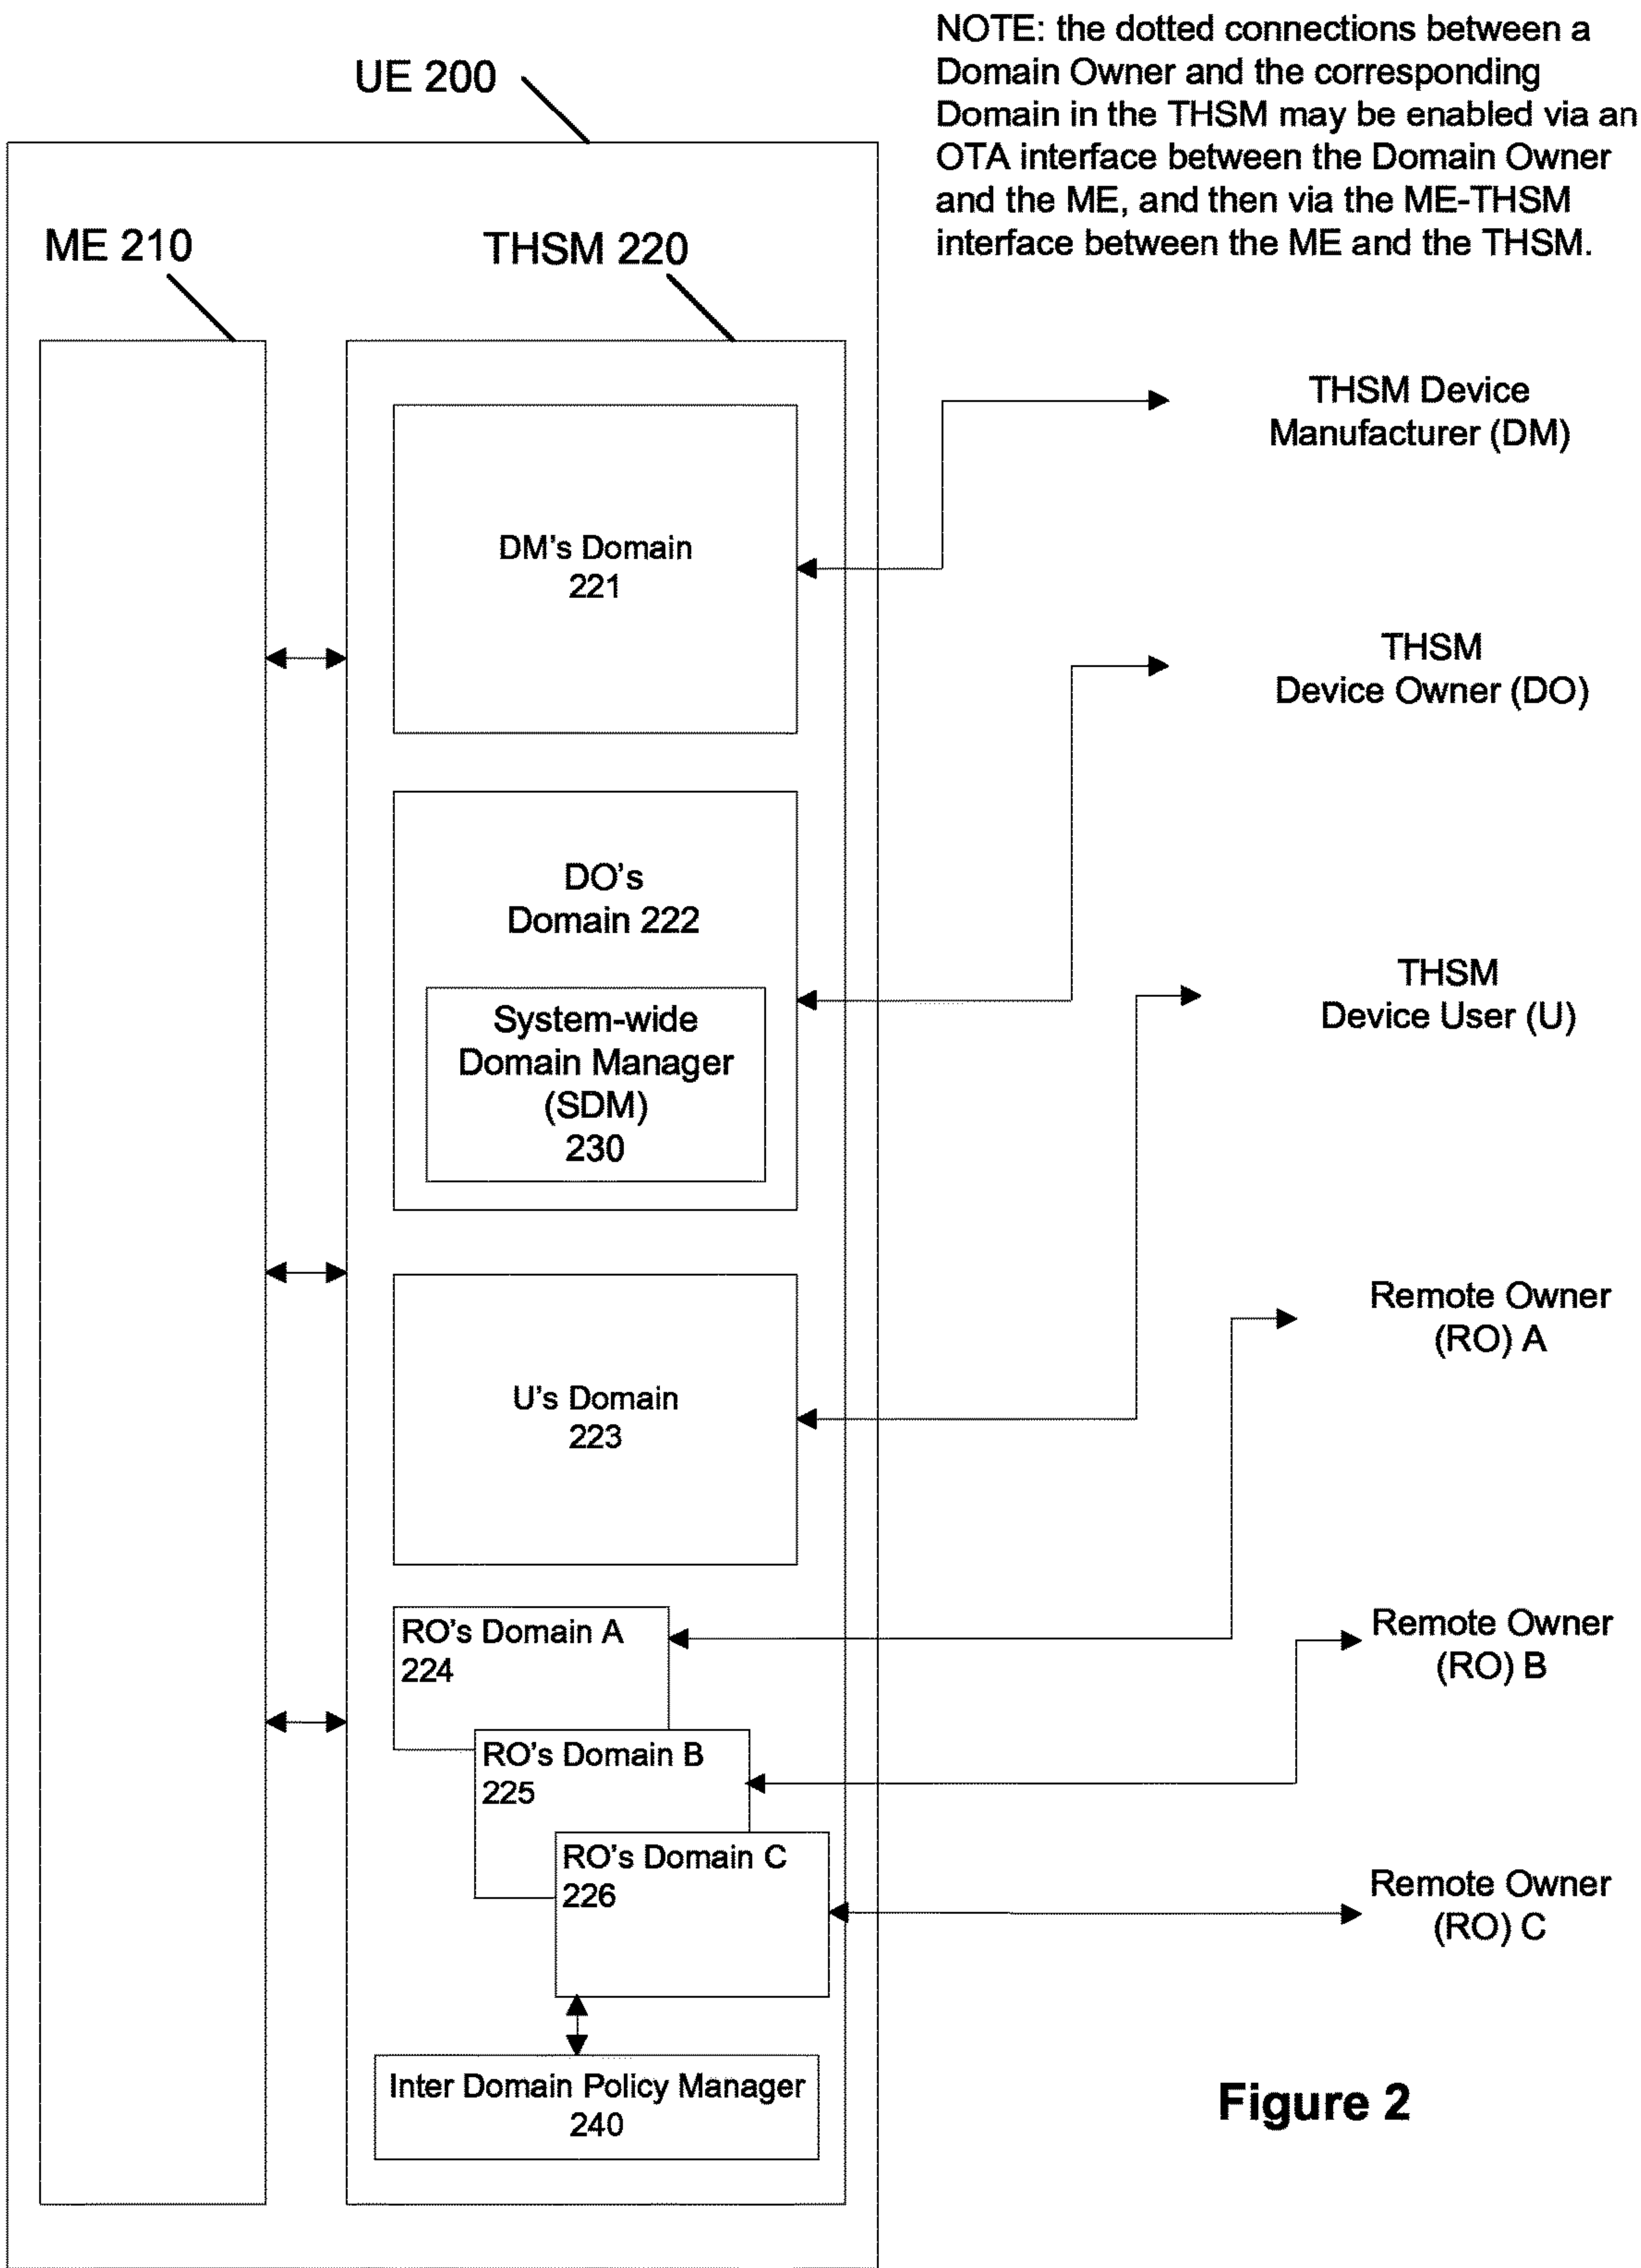 UE 200
NOTE: the dotted connections between a
Domain Owner and the corresponding
Domain in the THSM may be enabled via an
OTA interface between the Domain Owner
and the ME, and then via the ME-THSM
interface between the ME and the THSM.
ME 210
THSM 220
DM's Domain
221
DO's
Domain 222
System-wide
Domain Manager
(SDM)
230
U's Domain
223
RO's Domain A
224
RO's Domain B
225
RO's Domain C
226
Inter Domain Policy Manager
240
THSM Device
Manufacturer (DM)
THSM
Device Owner (DO)
THSM
Device User (U)
Remote Owner
(RO) A
Remote Owner
(RO) B
Remote Owner
(RO) C
Figure 2